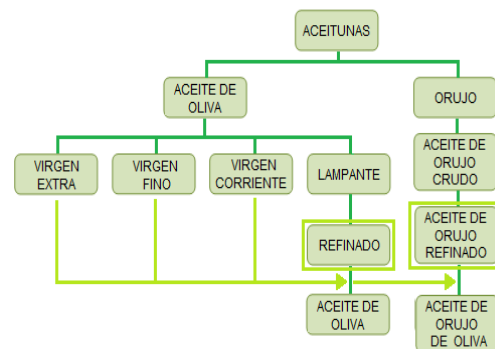 ACEITUNAS
ACEITE DE
OLIVA
ORUJO
VIRGEN
EXTRA
VIRGEN
FINO
VIRGEN
CORRIENTE
LAMPANTE
ACEITE DE
ORUJO
CRUDO
REFINADO
ACEITE DE
ORUJO
REFINADO
ACEITE DE
OLIVA
ACEITE DE
ORUJO
DE OLIVA